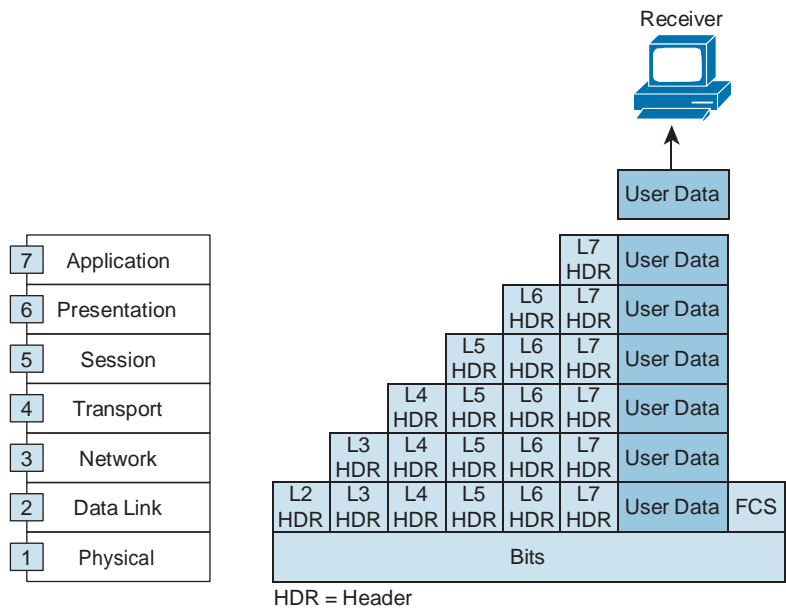 Receiver
User Data
7 Application
L7 HDR User Data
6 Presentation
L6 HDR L7 HDR User Data
5 Session
L5 HDR L6 HDR L7 HDR User Data
4 Transport
L4 HDR L5 HDR L6 HDR L7 HDR User Data
3 Network
L3 HDR L4 HDR L5 HDR L6 HDR L7 HDR User Data
2 Data Link
L2 HDR L3 HDR L4 HDR L5 HDR L6 HDR L7 HDR User Data FCS
1 Physical
Bits
HDR = Header